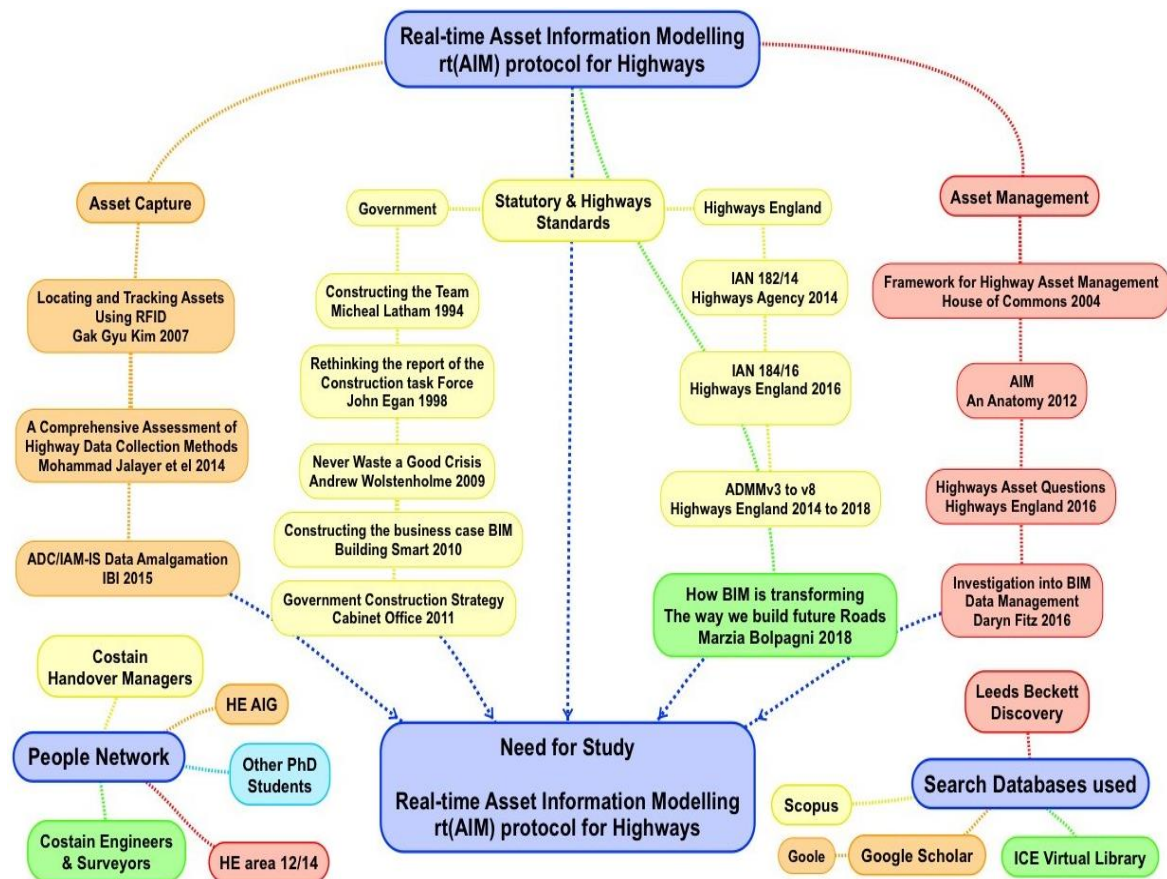 Real-time Asset Information Modelling
rt(AIM) protocol for Highways
Asset Capture
Locating and Tracking Assets
Using RFID
Gak Gyu Kim 2007
A Comprehensive Assessment of
Highway Data Collection Methods
Mohammad Jalayer et el 2014
ADC/IAM-IS Data Amalgamation
IBI 2015
Government
Statutory & Highways
Standards
Highways England
Constructing the Team
Micheal Latham 1994
Rethinking the report of the
Construction task Force
John Egan 1998
Never Waste a Good Crisis
Andrew Wolstenholme 2009
Constructing the business case BIM
Building Smart 2010
Government Construction Strategy
Cabinet Office 2011
IAN 182/14
Highways Agency 2014
IAN 184/16
Highways England 2016
ADMMv3 to v8
Highways England 2014 to 2018
How BIM is transforming
The way we build future Roads
Marzia Bolpagni 2018
Asset Management
Framework for Highway Asset Management
House of Commons 2004
AIM
An Anatomy 2012
Highways Asset Questions
Highways England 2016
Investigation into BIM
Data Management
Daryn Fitz 2016
Costain
Handover Managers
HE AIG
People Network
Other PhD
Students
Costain Engineers
& Surveyors
HE area 12/14
Need for Study
Real-time Asset Information Modelling
rt(AIM) protocol for Highways
Leeds Beckett
Discovery
Search Databases used
Scopus
Goole
Google Scholar
ICE Virtual Library